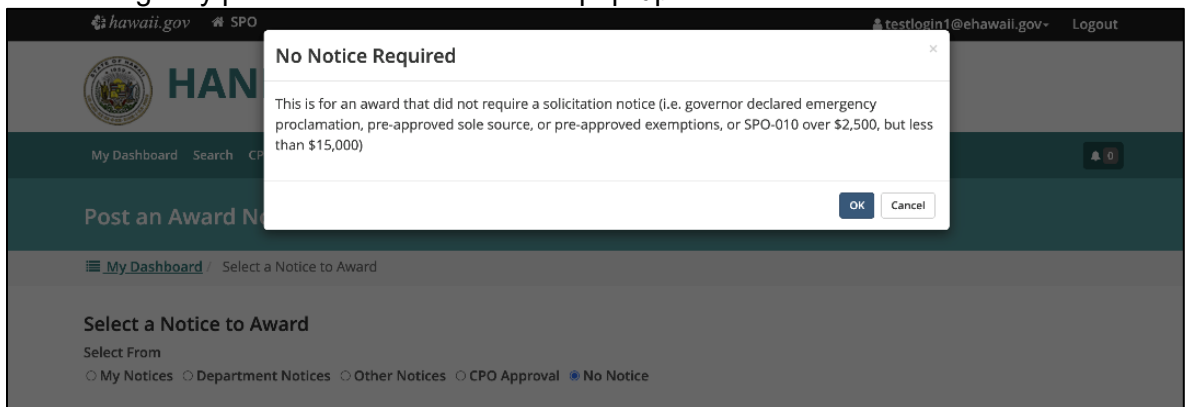 hawaii.gov SPO testlogin1@ehawaii.gov Logout
No Notice Required ×
HAN
This is for an award that did not require a solicitation notice (i.e. governor declared emergency
proclamation, pre-approved sole source, or pre-approved exemptions, or SPO-010 over $2,500, but less
than $15,000)
My Dashboard Search CP 0
OK Cancel
Post an Award No
My Dashboard / Select a Notice to Award
Select a Notice to Award
Select From
My Notices Department Notices Other Notices CPO Approval No Notice